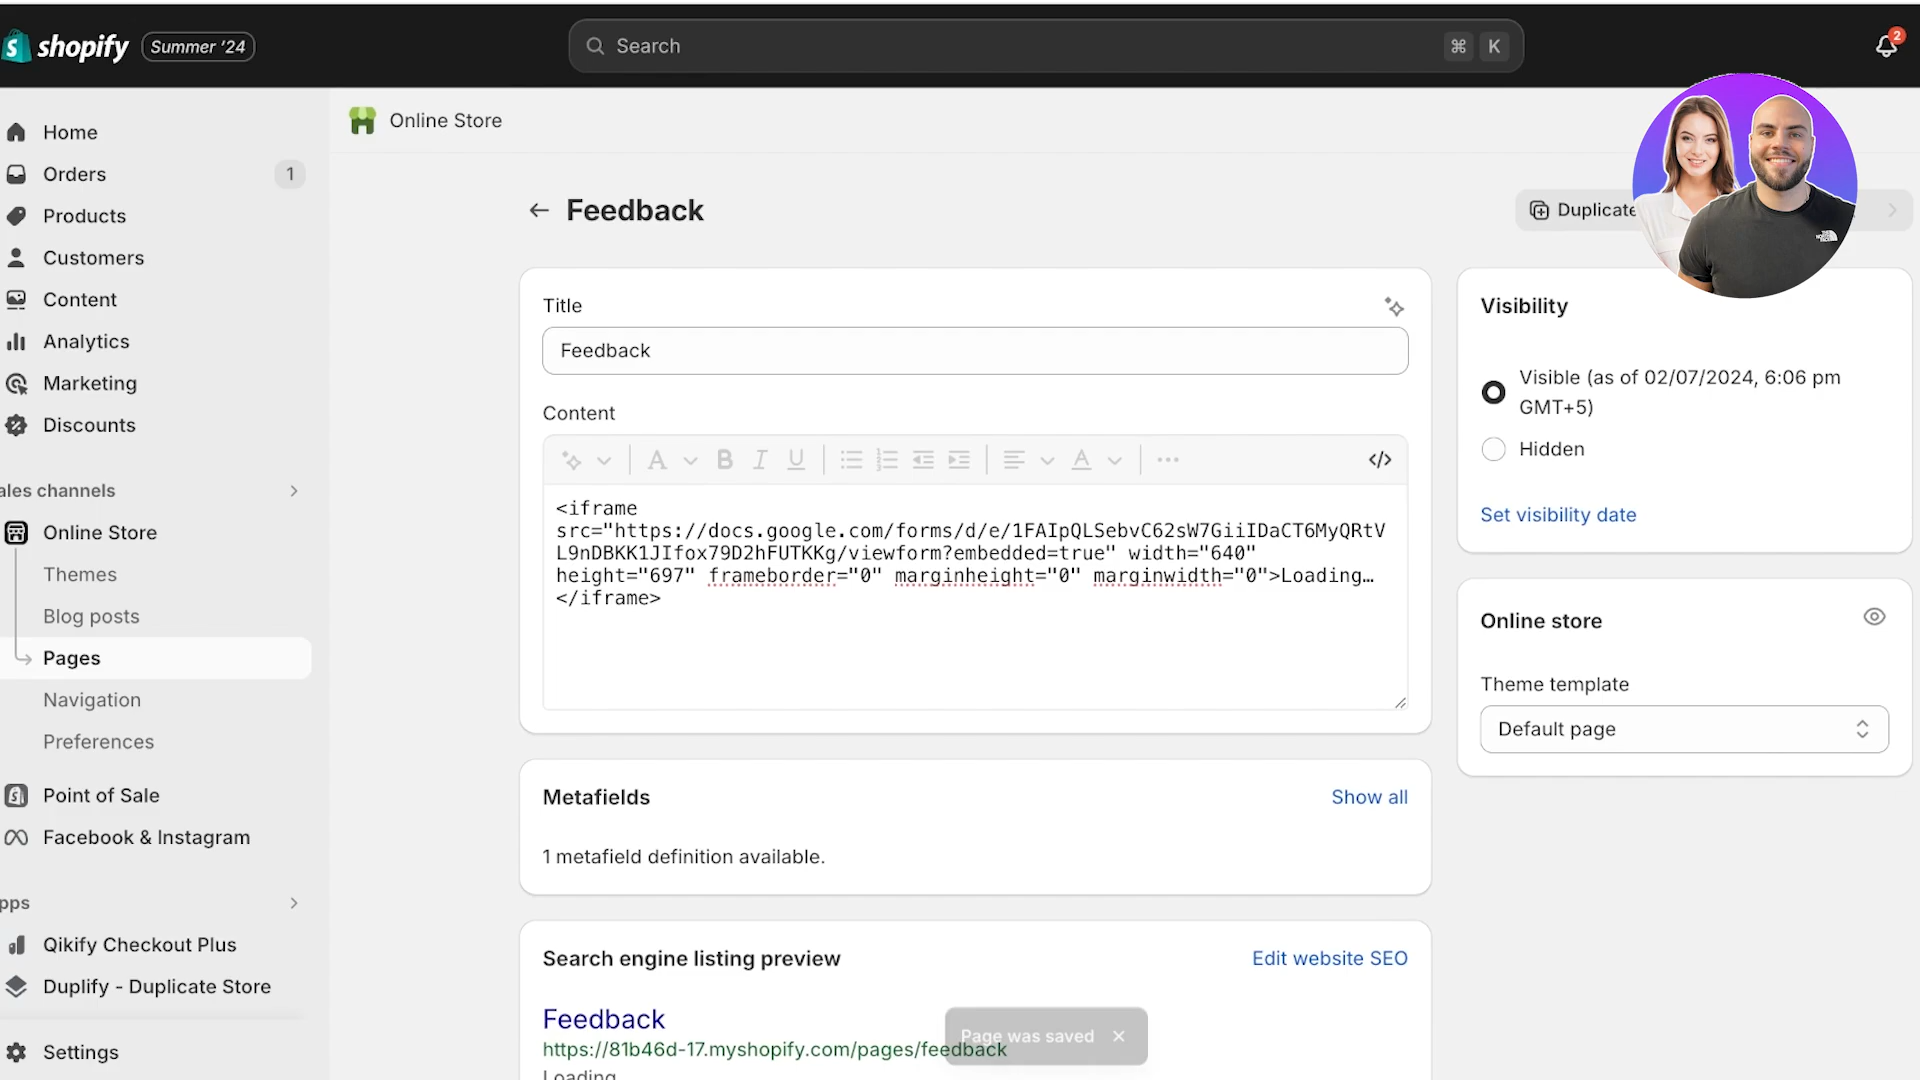 shopify Summer '24
Search ⌘ K
2
Home
Orders 1
Products
Customers
Content
Analytics
Marketing
Discounts
ales channels
Online Store
Themes
Blog posts
Pages
Navigation
Preferences
Point of Sale
Facebook & Instagram
pps
Qikify Checkout Plus
Duplify - Duplicate Store
Settings
Online Store
Feedback
Duplicate
Title
Feedback
Content
A B I U A ... </>
<iframe
src="https://docs.google.com/forms/d/e/1FAIpQLSebvC62sW7GiiIDaCT6MyQRtV
L9nDBKK1JIfox79D2hFUTKKg/viewform?embedded=true" width="640"
height="697" frameborder="0" marginheight="0" marginwidth="0">Loading…
</iframe>
Metafields Show all
1 metafield definition available.
Search engine listing preview Edit website SEO
Feedback
https://81b46d-17.myshopify.com/pages/feedback
Loading
Page was saved
Visibility
Visible (as of 02/07/2024, 6:06 pm
GMT+5)
Hidden
Set visibility date
Online store
Theme template
Default page